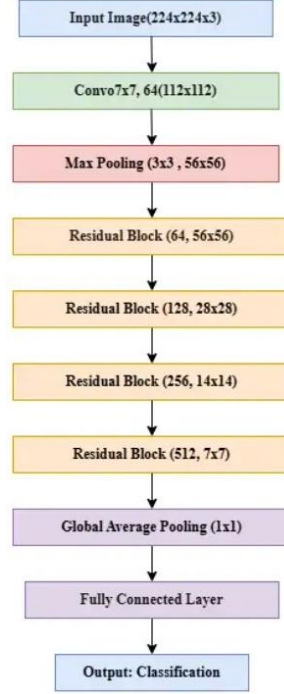 Input Image(224x224x3)
Convo7x7, 64(112x112)
Max Pooling (3x3 , 56x56)
Residual Block (64, 56x56)
Residual Block (128, 28x28)
Residual Block (256, 14x14)
Residual Block (512, 7x7)
Global Average Pooling (1x1)
Fully Connected Layer
Output: Classification